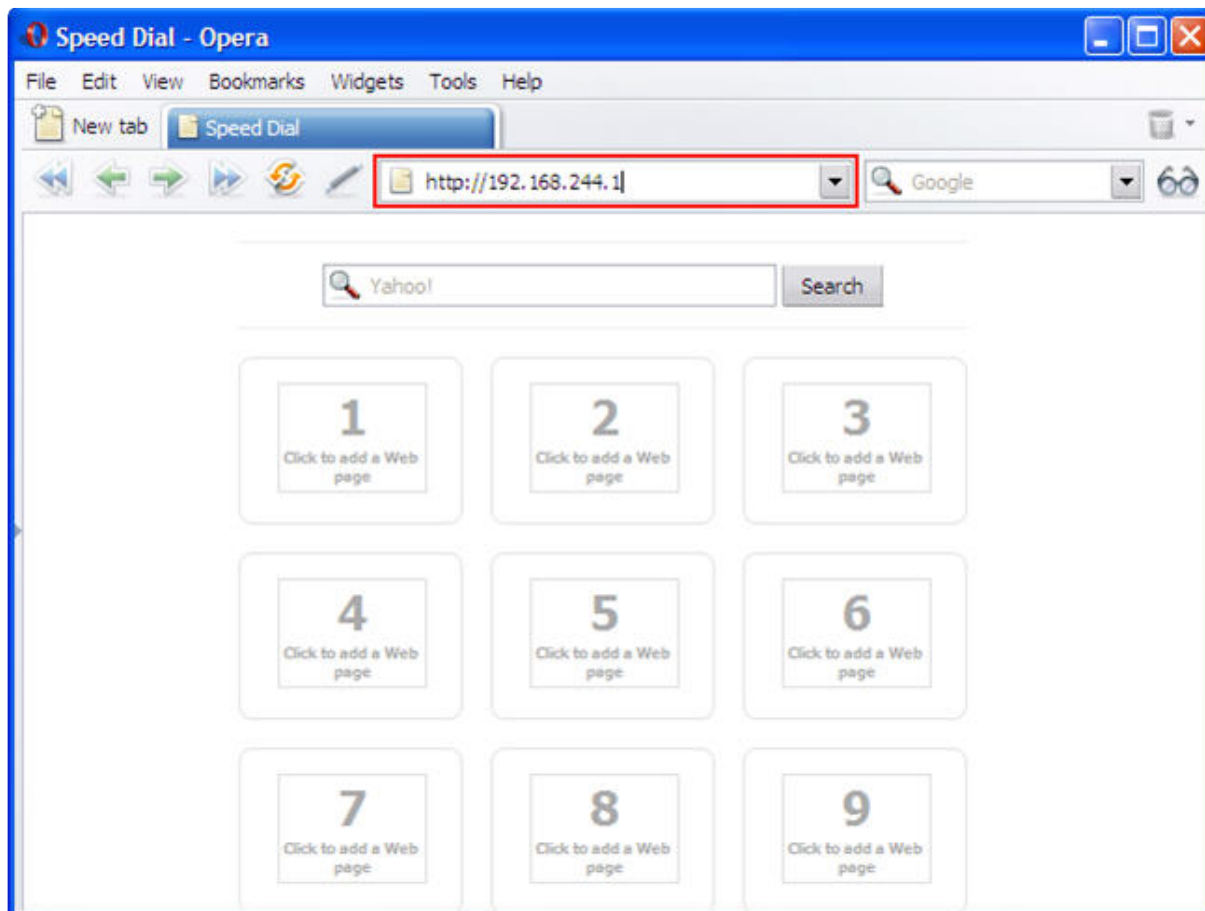 Speed Dial - Opera
File Edit View Bookmarks Widgets Tools Help
New tab Speed Dial
http://192.168.244.1 Google
Yahoo! Search
1 2 3
Click to add a Web Click to add a Web Click to add a Web
page page page
4 5 6
Click to add a Web Click to add a Web Click to add a Web
page page page
7 8 9
Click to add a Web Click to add a Web Click to add a Web
page page page